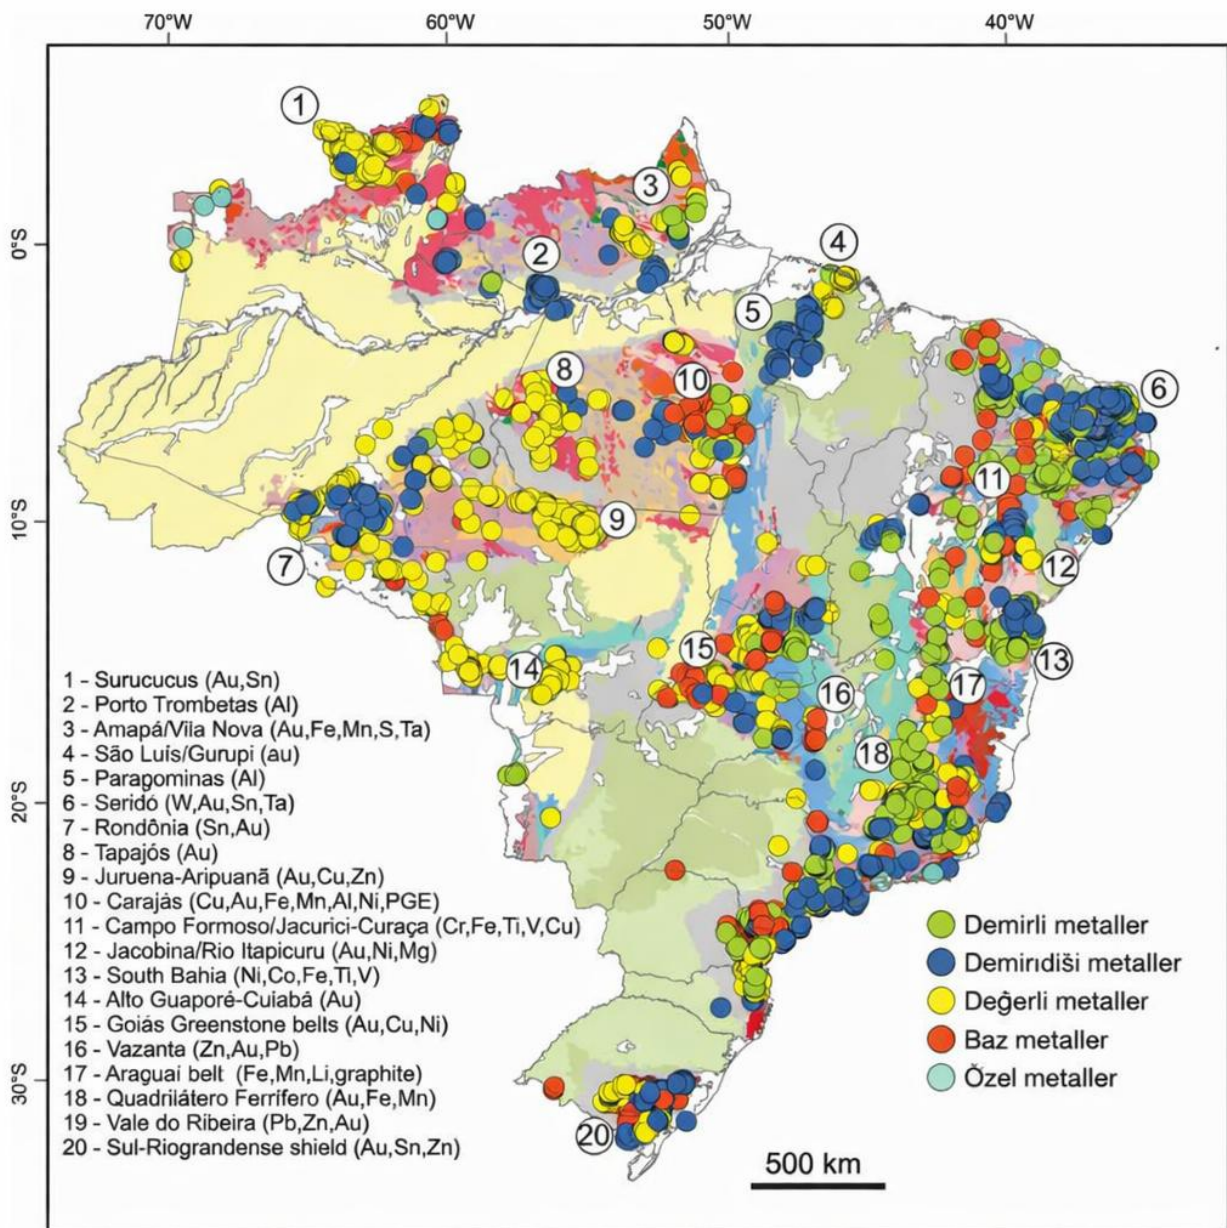 70°W 60°W 50°W 40°W
0°S
10°S
20°S
30°S
1
2
3
4
5
6
7
8
9
10
11
12
13
14
15
16
17
18
20
1 - Surucucus (Au,Sn)
2 - Porto Trombetas (Al)
3 - Amapá/Vila Nova (Au,Fe,Mn,S,Ta)
4 - São Luís/Gurupi (au)
5 - Paragominas (Al)
6 - Seridó (W,Au,Sn,Ta)
7 - Rondônia (Sn,Au)
8 - Tapajós (Au)
9 - Juruena-Aripuanã (Au,Cu,Zn)
10 - Carajás (Cu,Au,Fe,Mn,Al,Ni,PGE)
11 - Campo Formoso/Jacurici-Curaça (Cr,Fe,Ti,V,Cu)
12 - Jacobina/Rio Itapicuru (Au,Ni,Mg)
13 - South Bahia (Ni,Co,Fe,Ti,V)
14 - Alto Guaporé-Cuiabá (Au)
15 - Goiás Greenstone bells (Au,Cu,Ni)
16 - Vazanta (Zn,Au,Pb)
17 - Araguai belt (Fe,Mn,Li,graphite)
18 - Quadrilátero Ferrífero (Au,Fe,Mn)
19 - Vale do Ribeira (Pb,Zn,Au)
20 - Sul-Riograndense shield (Au,Sn,Zn)
Demirli metaller
Demirıdiši metaller
Değerli metaller
Baz metaller
Özel metaller
500 km